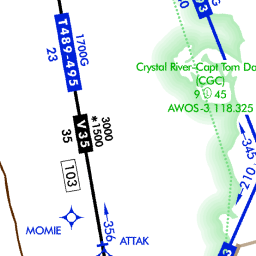 T489-495
1700G
23
Crystal River-Capt Tom Da
(CGC)
9 45
AWOS-3 118.325
V35
3000
*1500
35
103
345
210
MOMIE
356
ATTAK